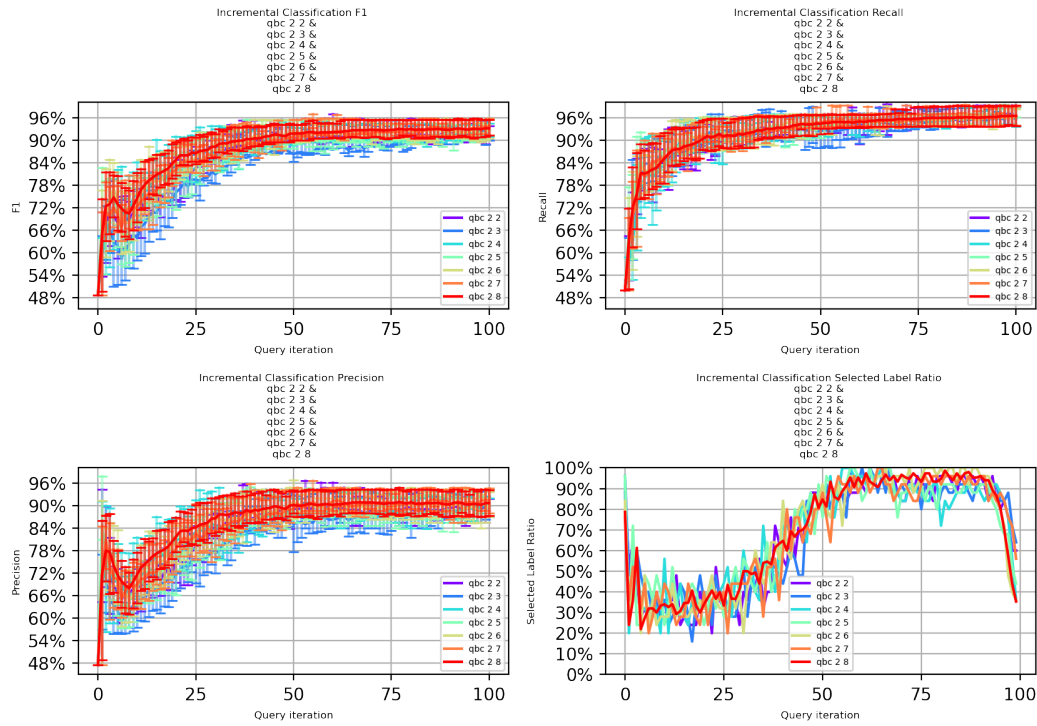 Incremental Classification F1
qbc 2 2 &
qbc 2 3 &
qbc 2 4 &
qbc 2 5 &
qbc 2 6 &
qbc 2 7 &
qbc 2 8
96%
90%
84%
78%
72%
66%
60%
54%
48%
F1
0
25
50
75
100
Query iteration
qbc 2 2
qbc 2 3
qbc 2 4
qbc 2 5
qbc 2 6
qbc 2 7
qbc 2 8
Incremental Classification Recall
qbc 2 2 &
qbc 2 3 &
qbc 2 4 &
qbc 2 5 &
qbc 2 6 &
qbc 2 7 &
qbc 2 8
96%
90%
84%
78%
72%
66%
60%
54%
48%
Recall
0
25
50
75
100
Query iteration
qbc 2 2
qbc 2 3
qbc 2 4
qbc 2 5
qbc 2 6
qbc 2 7
qbc 2 8
Incremental Classification Precision
qbc 2 2 &
qbc 2 3 &
qbc 2 4 &
qbc 2 5 &
qbc 2 6 &
qbc 2 7 &
qbc 2 8
96%
90%
84%
78%
72%
66%
60%
54%
48%
Precision
0
25
50
75
100
Query iteration
qbc 2 2
qbc 2 3
qbc 2 4
qbc 2 5
qbc 2 6
qbc 2 7
qbc 2 8
Incremental Classification Selected Label Ratio
qbc 2 2 &
qbc 2 3 &
qbc 2 4 &
qbc 2 5 &
qbc 2 6 &
qbc 2 7 &
qbc 2 8
100%
90%
80%
70%
60%
50%
40%
30%
20%
10%
0%
Selected Label Ratio
0
25
50
75
100
Query iteration
qbc 2 2
qbc 2 3
qbc 2 4
qbc 2 5
qbc 2 6
qbc 2 7
qbc 2 8